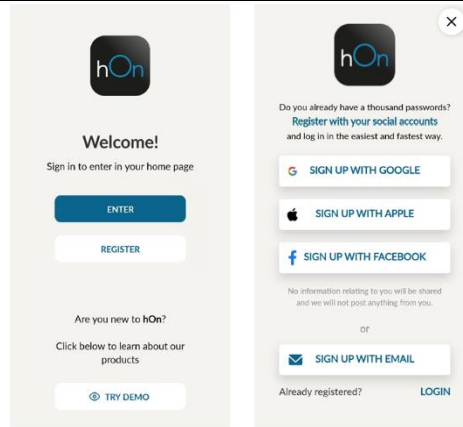 hOn
Welcome!
Sign in to enter in your home page
ENTER
REGISTER
Are you new to hOn?
Click below to learn about our
products
TRY DEMO
hOn
Do you already have a thousand passwords?
Register with your social accounts
and log in in the easiest and fastest way.
SIGN UP WITH GOOGLE
SIGN UP WITH APPLE
SIGN UP WITH FACEBOOK
No information relating to you will be shared
and we will not post anything from you.
or
SIGN UP WITH EMAIL
Already registered? LOGIN